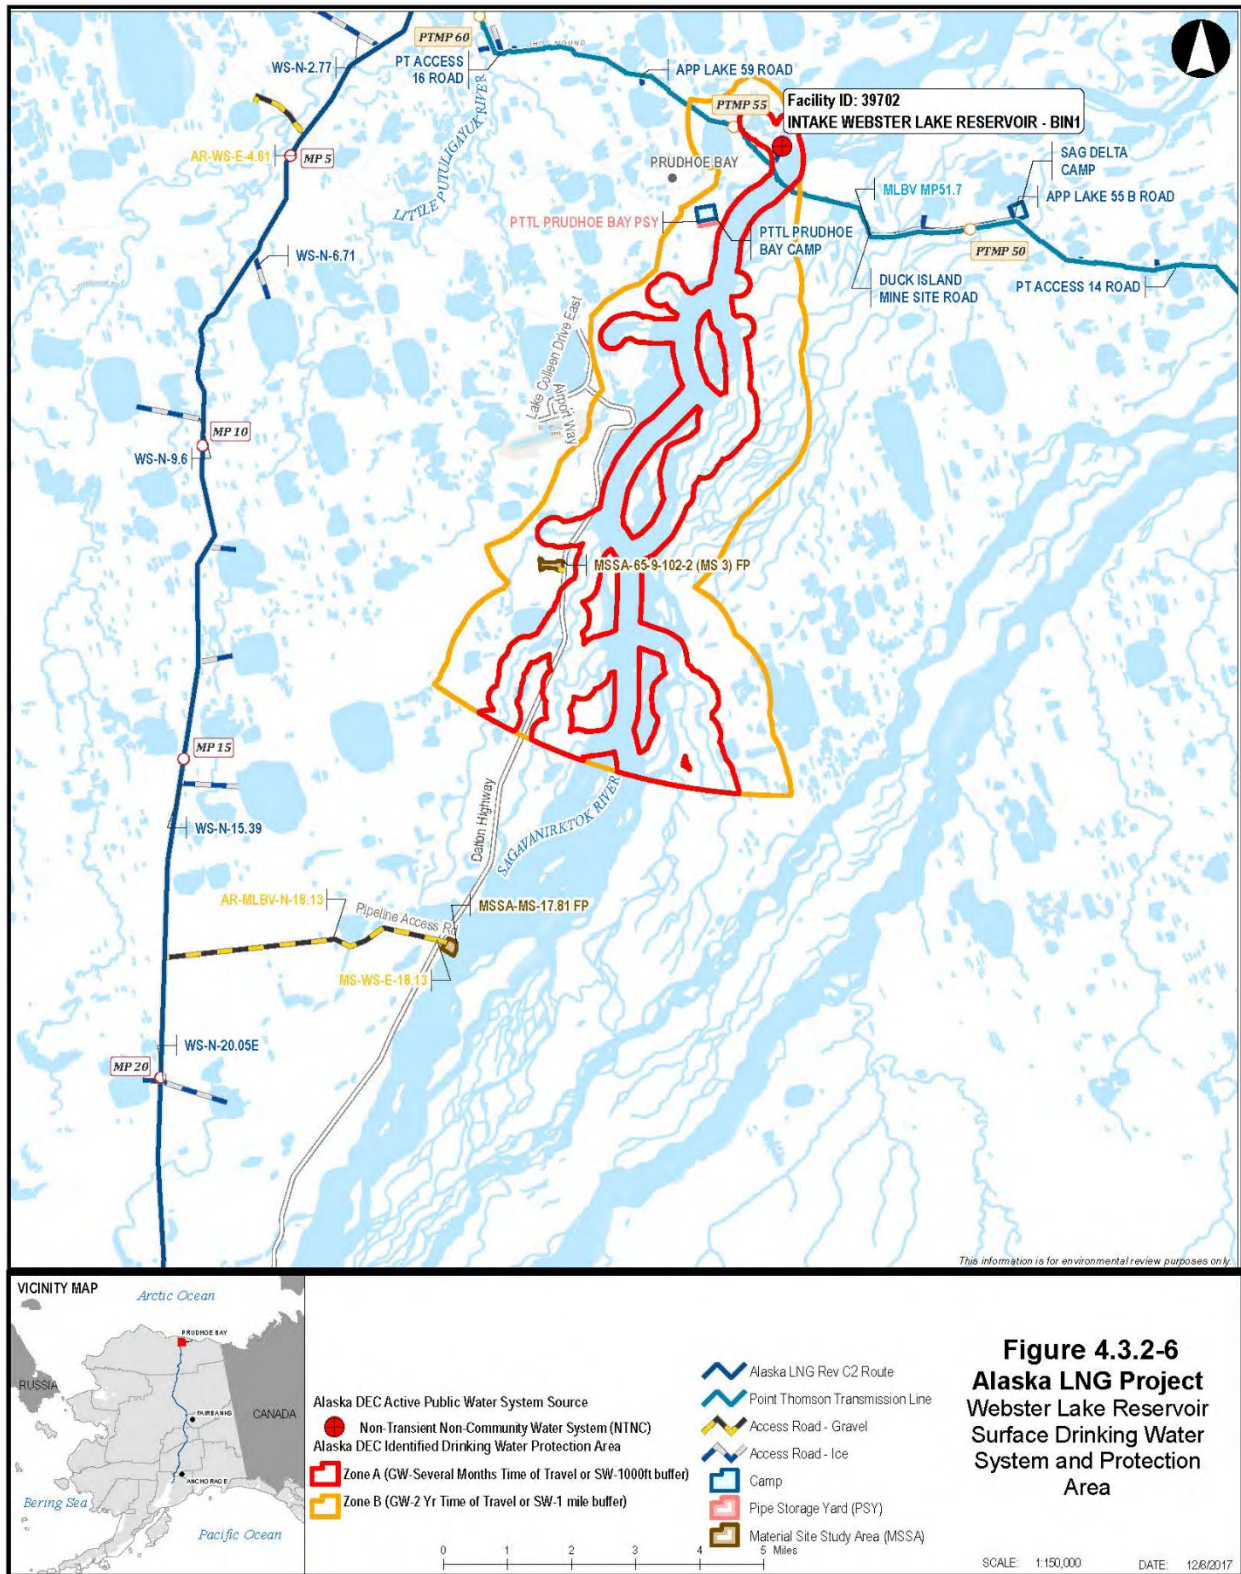 PTMP 60
WS-N-2.77
PT ACCESS
16 ROAD
APP LAKE 59 ROAD
PTMP 55
Facility ID: 39702
INTAKE WEBSTER LAKE RESERVOIR - BIN1
AR-WS-E-4.61
MP 5
LITTLE PUTULIGAYUK RIVER
PRUDHOE BAY
SAG DELTA
CAMP
MLBV MP51.7
APP LAKE 55 B ROAD
PTTL PRUDHOE BAY PSY
PTTL PRUDHOE
BAY CAMP
PTMP 50
WS-N-6.71
DUCK ISLAND
MINE SITE ROAD
PT ACCESS 14 ROAD
Lake Colleen Drive East
Airport Way
MP 10
WS-N-9.6
MSSA-65-9-102-2 (MS 3) FP
MP 15
WS-N-15.39
Dalton Highway
SAGAVANIRKTOK RIVER
AR-MLBV-N-18.13
Pipeline Access Rd
MSSA-MS-17.81 FP
MS-WS-E-18.13
WS-N-20.05E
MP 20
This information is for environmental review purposes only.
VICINITY MAP
Arctic Ocean
PRUDHOE BAY
RUSSIA
FAIRBANKS
CANADA
ANCHORAGE
Bering Sea
Pacific Ocean
Alaska DEC Active Public Water System Source
Non-Transient Non-Community Water System (NTNC)
Alaska DEC Identified Drinking Water Protection Area
Zone A (GW-Several Months Time of Travel or SW-1000ft buffer)
Zone B (GW-2 Yr Time of Travel or SW-1 mile buffer)
Alaska LNG Rev C2 Route
Point Thomson Transmission Line
Access Road - Gravel
Access Road - Ice
Camp
Pipe Storage Yard (PSY)
Material Site Study Area (MSSA)
0 1 2 3 4 5
Miles
Figure 4.3.2-6
Alaska LNG Project
Webster Lake Reservoir
Surface Drinking Water
System and Protection
Area
SCALE: 1:150,000
DATE: 12/8/2017